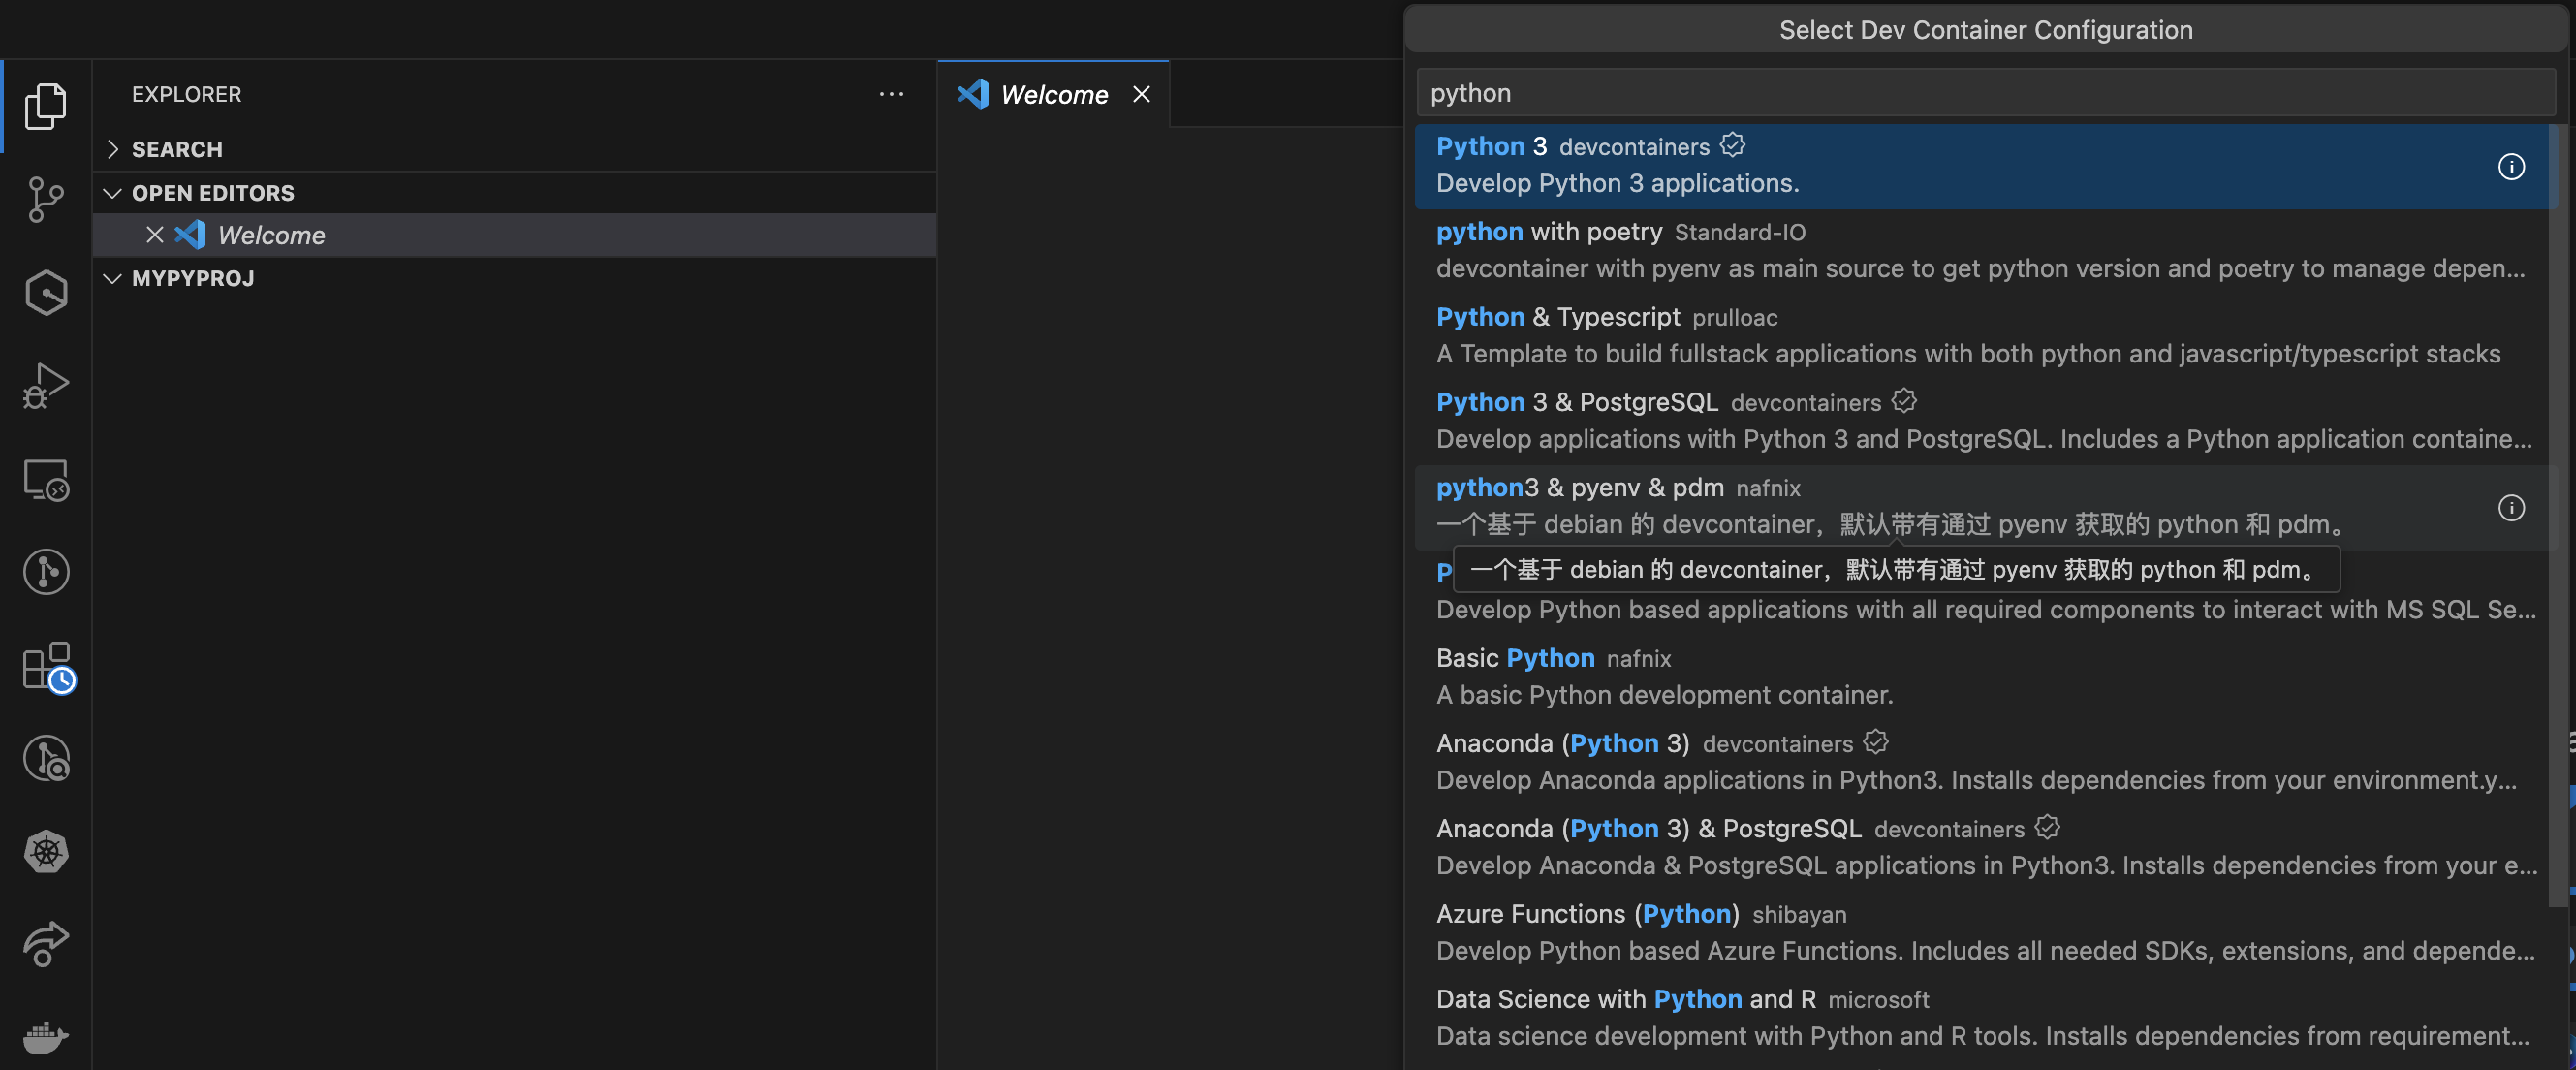 Select Dev Container Configuration
python
EXPLORER
SEARCH
OPEN EDITORS
Welcome
MYPYPROJ
Welcome
Python 3 devcontainers
Develop Python 3 applications.
python with poetry Standard-IO
devcontainer with pyenv as main source to get python version and poetry to manage depen...
Python & Typescript prulloac
A Template to build fullstack applications with both python and javascript/typescript stacks
Python 3 & PostgreSQL devcontainers
Develop applications with Python 3 and PostgreSQL. Includes a Python application containe...
python3 & pyenv & pdm nafnix
一个基于 debian 的 devcontainer，默认带有通过 pyenv 获取的 python 和 pdm。
一个基于 debian 的 devcontainer，默认带有通过 pyenv 获取的 python 和 pdm。
Develop Python based applications with all required components to interact with MS SQL Se...
Basic Python nafnix
A basic Python development container.
Anaconda (Python 3) devcontainers
Develop Anaconda applications in Python3. Installs dependencies from your environment.y...
Anaconda (Python 3) & PostgreSQL devcontainers
Develop Anaconda & PostgreSQL applications in Python3. Installs dependencies from your e...
Azure Functions (Python) shibayan
Develop Python based Azure Functions. Includes all needed SDKs, extensions, and depende...
Data Science with Python and R microsoft
Data science development with Python and R tools. Installs dependencies from requirement...